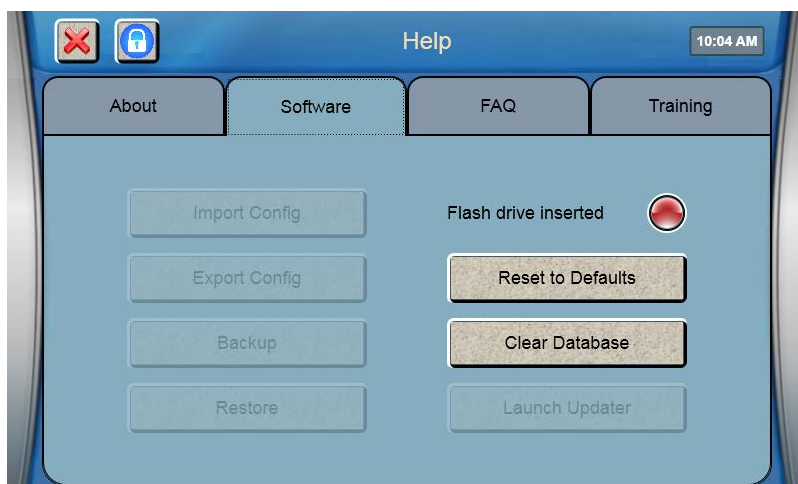 Help
10:04 AM
About
Software
FAQ
Training
Import Config
Flash drive inserted
Export Config
Reset to Defaults
Backup
Clear Database
Restore
Launch Updater